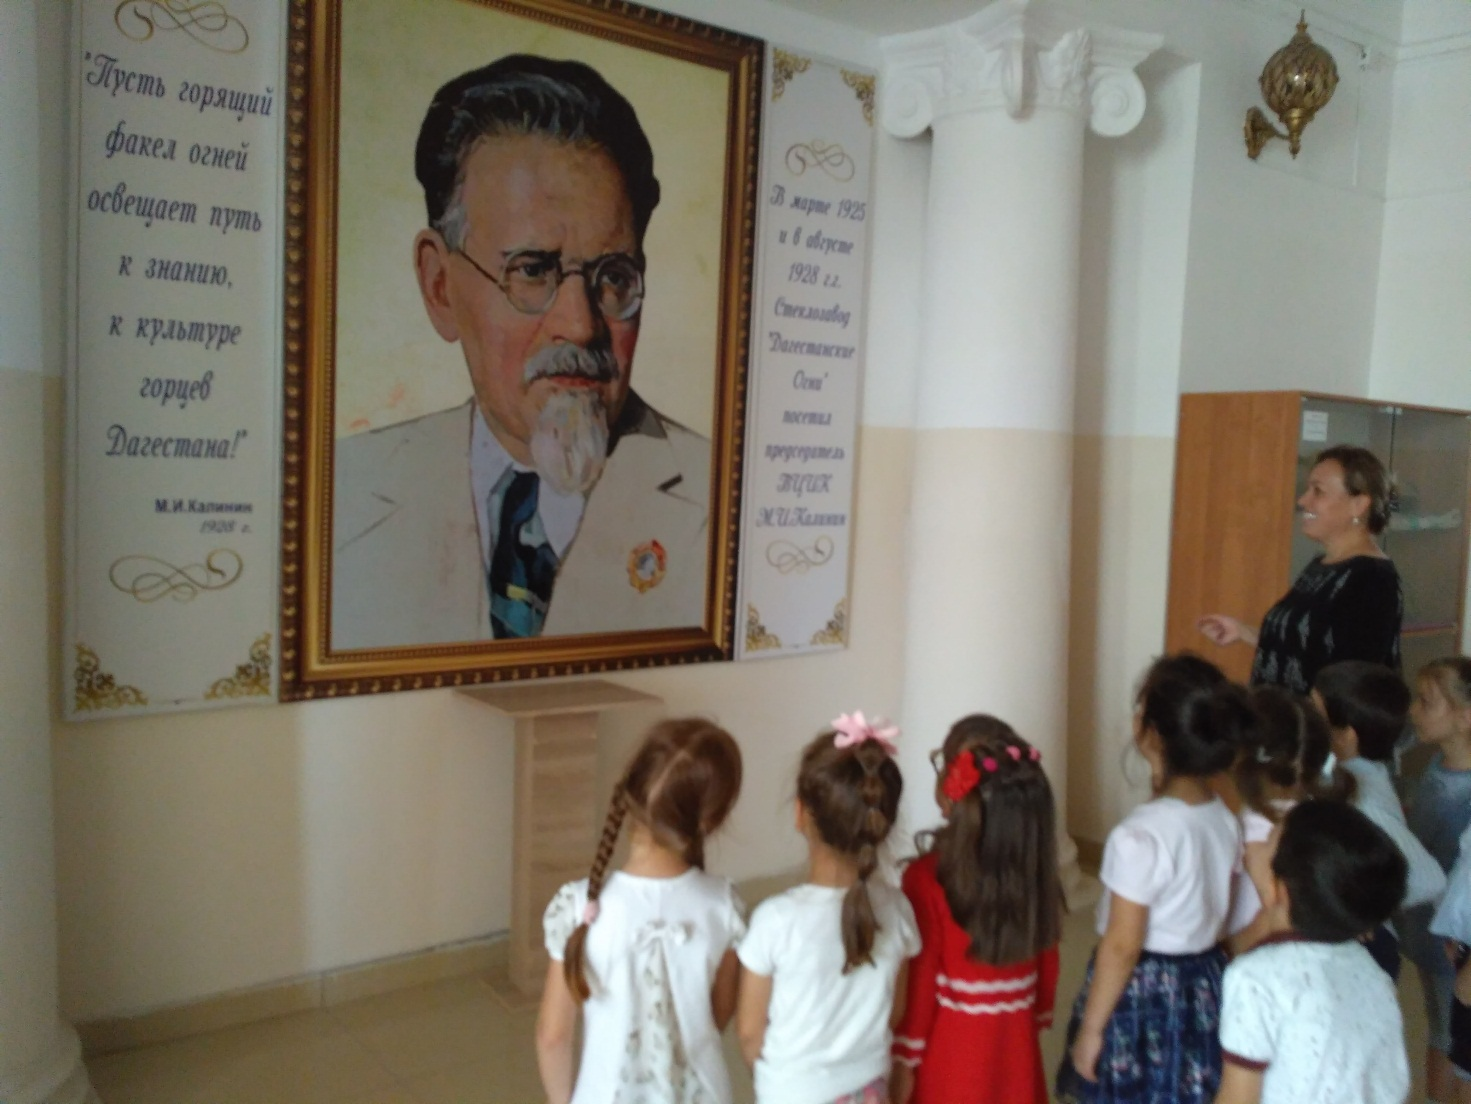 "Пусть горящий
факел огней
освещает путь
к знанию,
к культуре
горцев
Дагестана!"
М.И.Калинин
1928 г.
В марте 1925
и в августе
1928 г.г.
Стеклозавод
"Дагестанские
Огни"
посетил
председатель
ВЦИК
М.И.Калинин